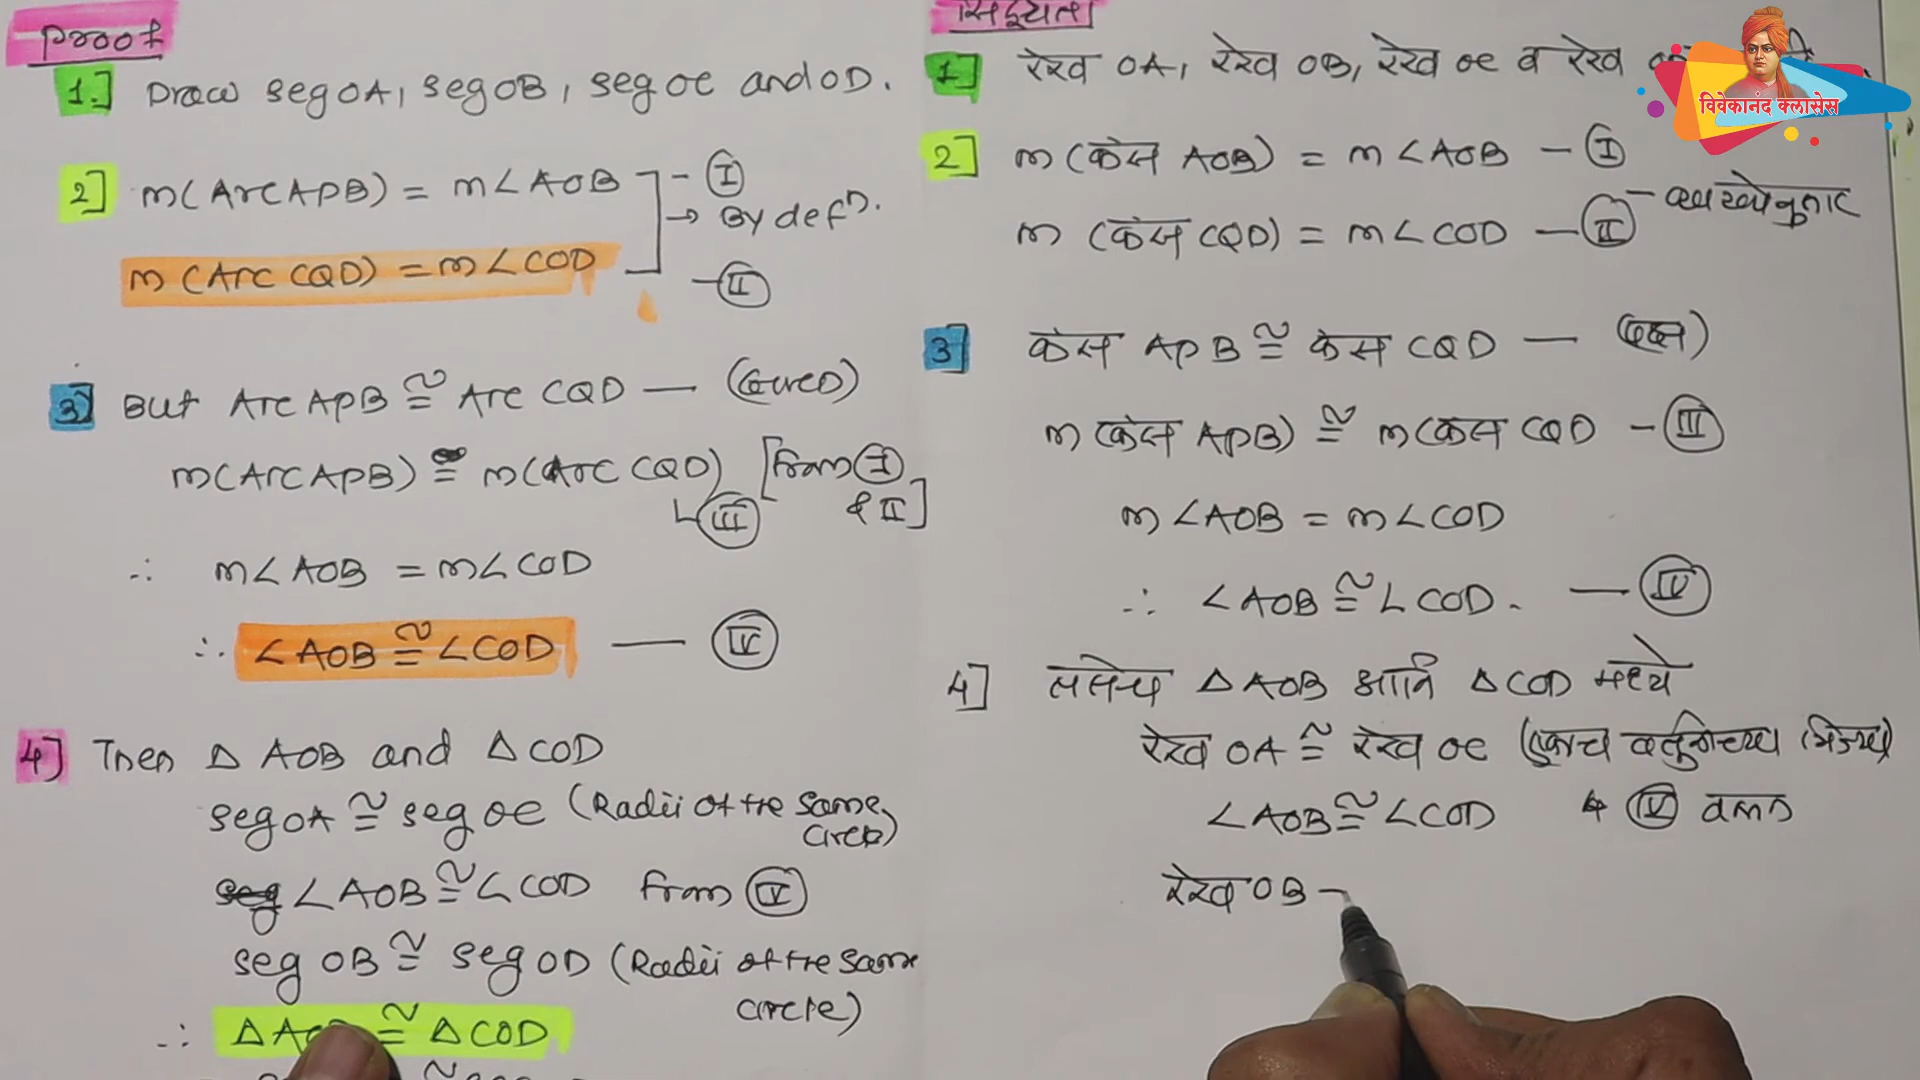 Proof
1.] Draw seg OA, seg OB, seg OC and OD.
2] m(Arc APB) = m∠AOB - Ⓘ
→ By defn.
m(Arc CQD) = m∠COD - Ⓘ Ⓘ
3] But Arc APB ≅ Arc CQD — (Given)
m(Arc APB) = m(Arc CQD) [From Ⓘ
(III) & II]
∴ m∠AOB = m∠COD
∴ ∠AOB ≅ ∠COD — (IV)
4] Then △ AOB and △ COD
seg OA ≅ seg OC (Radii of the same
circle)
∠AOB ≅ ∠COD from (IV)
seg OB ≅ seg OD (Radii of the same
circle)
∴ ≅ △ COD
सिद्धता
1] रेख OA, रेख OB, रेख OC व रेख
2] m(कंस AOB) = m∠AOB - (I)
m (कंस CQD) = m∠COD - (II) - व्याख्येनुसार
3] कंस APB ≅ कंस CQD — (पक्ष)
m(कंस APB) ≅ m(कंस CQD - (III)
m∠AOB = m∠COD
∴ ∠AOB ≅ ∠COD. — (IV)
4] तसेच △ AOB आणि △ COD मध्ये
रेख OA ≅ रेख OC (एकाच वर्तुळाच्या त्रिज्या)
∠AOB ≅ ∠COD (IV) वरून
रेख OB -
विवेकानंद क्लासेस